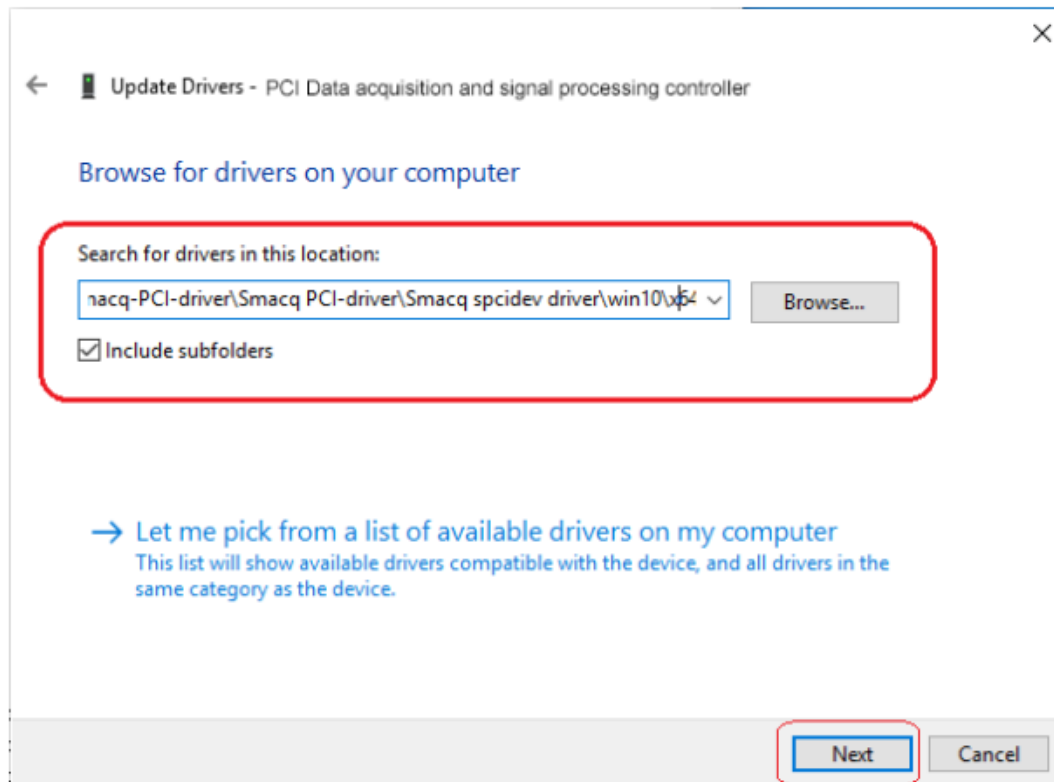 Update Drivers - PCI Data acquisition and signal processing controller
Browse for drivers on your computer
Search for drivers in this location:
acq-PCI-driver\Smacq PCI-driver\Smacq spcidev driver\win10\x64
Browse...
Include subfolders
Let me pick from a list of available drivers on my computer
This list will show available drivers compatible with the device, and all drivers in the
same category as the device.
Next
Cancel